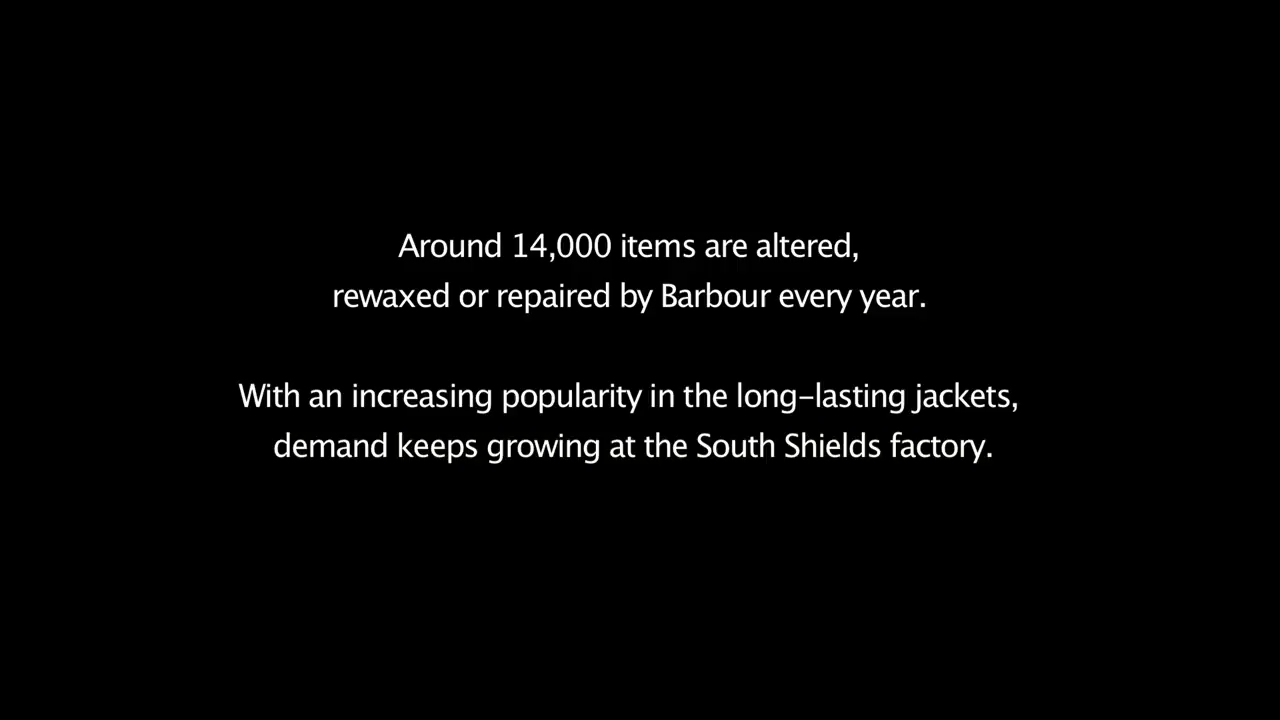 Around 14,000 items are altered,
rewaxed or repaired by Barbour every year.
With an increasing popularity in the long-lasting jackets,
demand keeps growing at the South Shields factory.